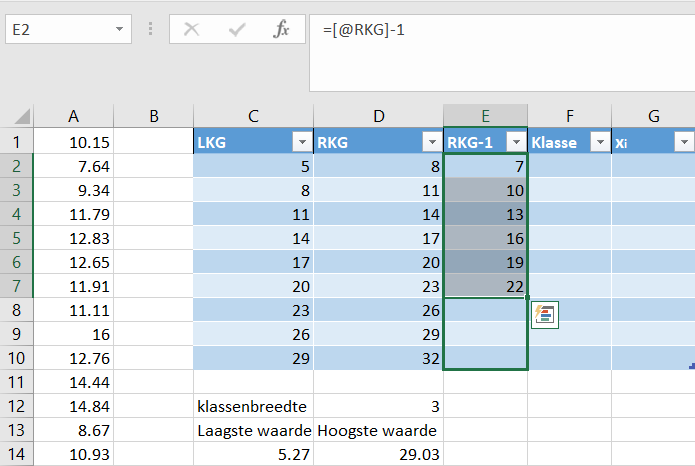 E2 fx =[@RKG]-1
A B C D E F G
1 10.15 LKG RKG RKG-1 Klasse xi
2 7.64 5 8 7
3 9.34 8 11 10
4 11.79 11 14 13
5 12.83 14 17 16
6 12.65 17 20 19
7 11.91 20 23 22
8 11.11 23 26
9 16 26 29
10 12.76 29 32
11 14.44
12 14.84 klassenbreedte 3
13 8.67 Laagste waarde Hoogste waarde
14 10.93 5.27 29.03